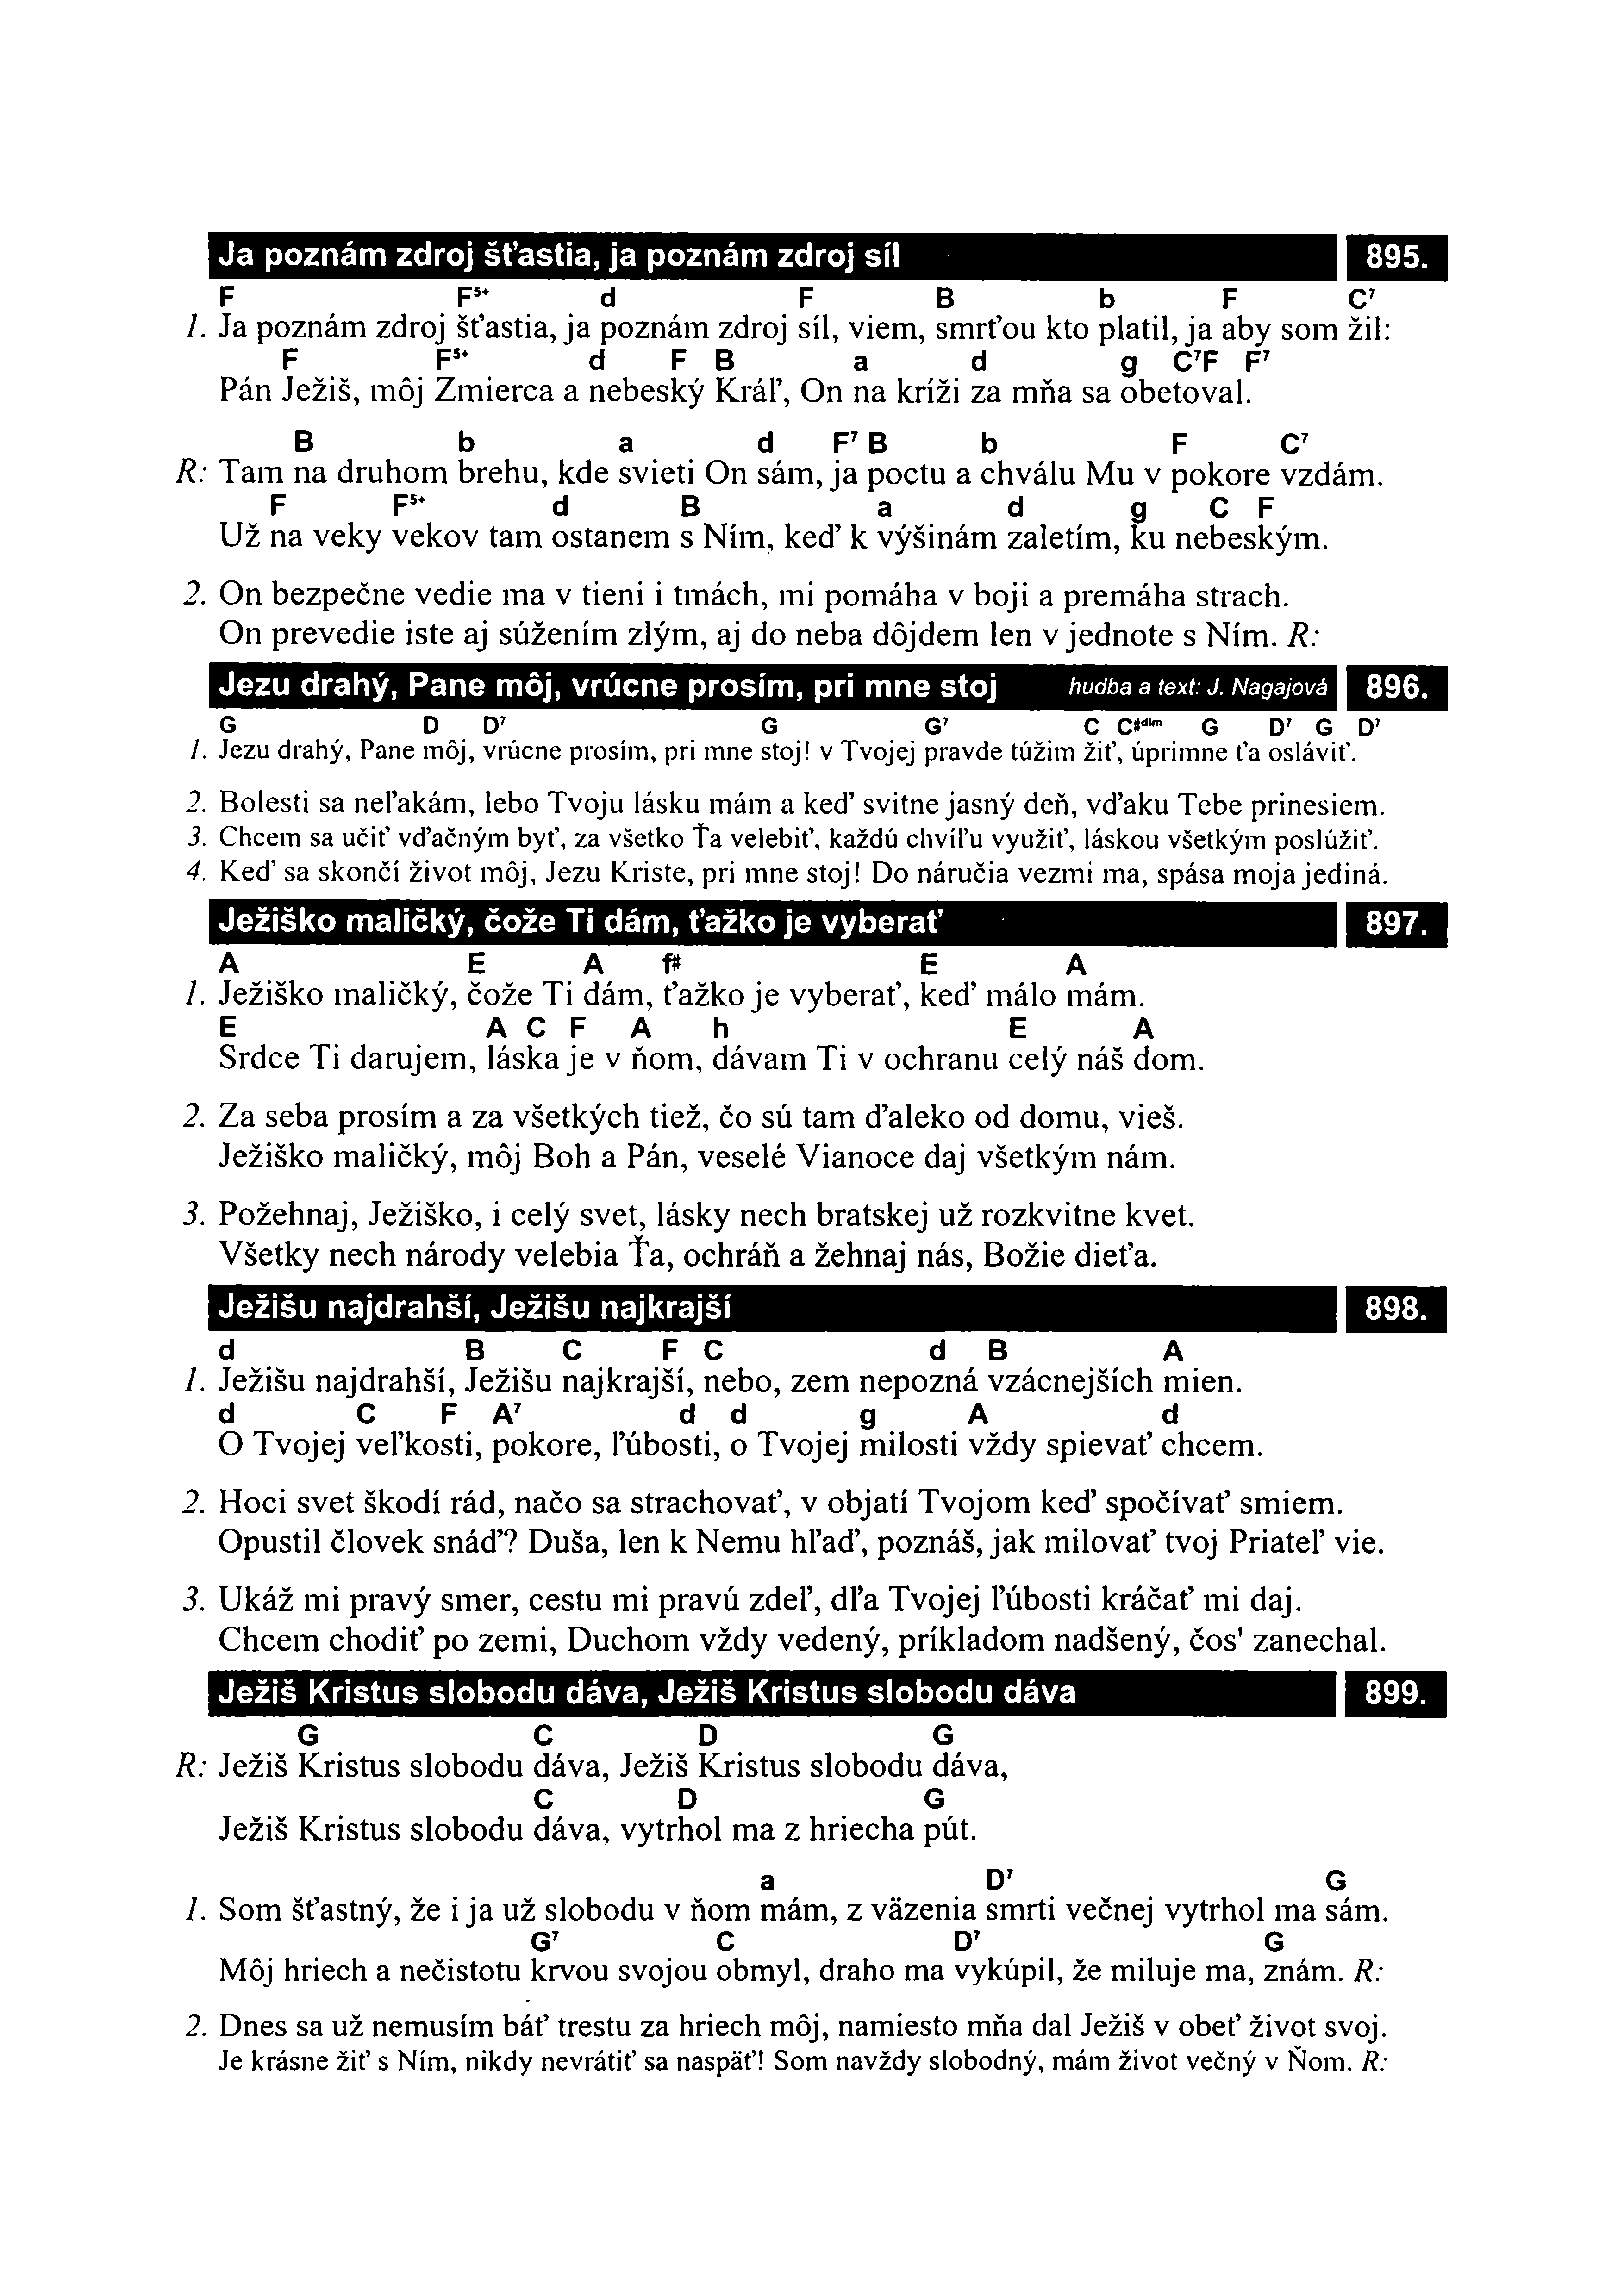 Ja poznám zdroj šťastia, ja poznám zdroj síl 895.
F F⁵⁺ d F B b F C⁷
1. Ja poznám zdroj šťastia, ja poznám zdroj síl, viem, smrťou kto platil, ja aby som žil:
F F⁵⁺ d F B a d g C⁷F F⁷
Pán Ježiš, môj Zmierca a nebeský Kráľ, On na kríži za mňa sa obetoval.
B b a d F⁷ B b F C⁷
R: Tam na druhom brehu, kde svieti On sám, ja poctu a chválu Mu v pokore vzdám.
F F⁵⁺ d B a d g C F
Už na veky vekov tam ostanem s Ním, keď k výšinám zaletím, ku nebeským.
2. On bezpečne vedie ma v tieni i tmách, mi pomáha v boji a premáha strach.
On prevedie iste aj súžením zlým, aj do neba dôjdem len v jednote s Ním. R:
Jezu drahý, Pane môj, vrúcne prosím, pri mne stoj hudba a text: J. Nagajová 896.
G D D⁷ G G⁷ C C#dim G D⁷ G D⁷
1. Jezu drahý, Pane môj, vrúcne prosím, pri mne stoj! v Tvojej pravde túžim žiť, úprimne ťa osláviť.
2. Bolesti sa neľakám, lebo Tvoju lásku mám a keď svitne jasný deň, vďaku Tebe prinesiem.
3. Chcem sa učiť vďačným byť, za všetko Ťa velebiť, každú chvíľu využiť, láskou všetkým poslúžiť.
4. Keď sa skončí život môj, Jezu Kriste, pri mne stoj! Do náručia vezmi ma, spása moja jediná.
Ježiško maličký, čože Ti dám, ťažko je vyberať 897.
A E A f# E A
1. Ježiško maličký, čože Ti dám, ťažko je vyberať, keď málo mám.
E A C F A h E A
Srdce Ti darujem, láska je v ňom, dávam Ti v ochranu celý náš dom.
2. Za seba prosím a za všetkých tiež, čo sú tam ďaleko od domu, vieš.
Ježiško maličký, môj Boh a Pán, veselé Vianoce daj všetkým nám.
3. Požehnaj, Ježiško, i celý svet, lásky nech bratskej už rozkvitne kvet.
Všetky nech národy velebia Ťa, ochráň a žehnaj nás, Božie dieťa.
Ježišu najdrahší, Ježišu najkrajší 898.
d B C F C d B A
1. Ježišu najdrahší, Ježišu najkrajší, nebo, zem nepozná vzácnejších mien.
d C F A⁷ d d g A d
O Tvojej veľkosti, pokore, ľúbosti, o Tvojej milosti vždy spievať chcem.
2. Hoci svet škodí rád, načo sa strachovať, v objatí Tvojom keď spočívať smiem.
Opustil človek snáď? Duša, len k Nemu hľaď, poznáš, jak milovať tvoj Priateľ vie.
3. Ukáž mi pravý smer, cestu mi pravú zdeľ, dľa Tvojej ľúbosti kráčať mi daj.
Chcem chodiť po zemi, Duchom vždy vedený, príkladom nadšený, čos' zanechal.
Ježiš Kristus slobodu dáva, Ježiš Kristus slobodu dáva 899.
G C D G
R: Ježiš Kristus slobodu dáva, Ježiš Kristus slobodu dáva,
C D G
Ježiš Kristus slobodu dáva, vytrhol ma z hriecha pút.
a D⁷ G
1. Som šťastný, že i ja už slobodu v ňom mám, z väzenia smrti večnej vytrhol ma sám.
G⁷ C D⁷ G
Môj hriech a nečistotu krvou svojou obmyl, draho ma vykúpil, že miluje ma, znám. R:
2. Dnes sa už nemusím báť trestu za hriech môj, namiesto mňa dal Ježiš v obeť život svoj.
Je krásne žiť s Ním, nikdy nevrátiť sa naspäť! Som navždy slobodný, mám život večný v Ňom. R: